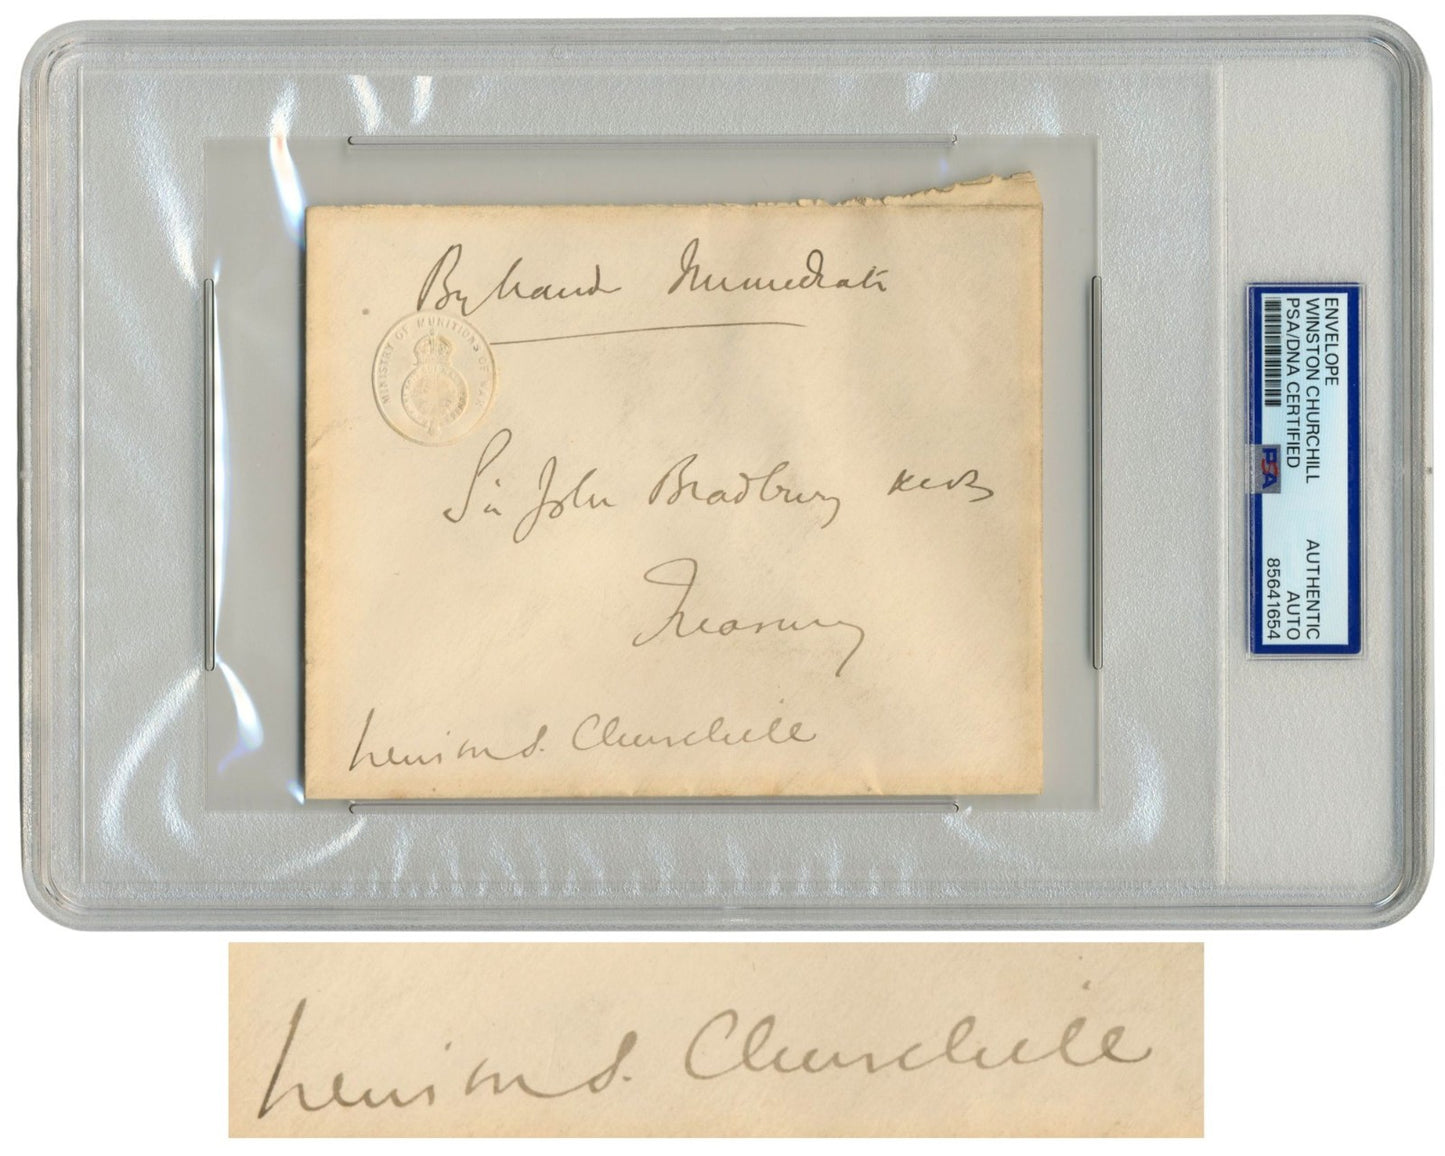 By hand Immediate
MINISTRY OF MUNITIONS OF WAR
Sir John Bradbury KCB
Treasury
Winston S. Churchill
ENVELOPE
WINSTON CHURCHILL
PSA/DNA CERTIFIED
PSA
AUTHENTIC
AUTO
85641654
Winston S. Churchill